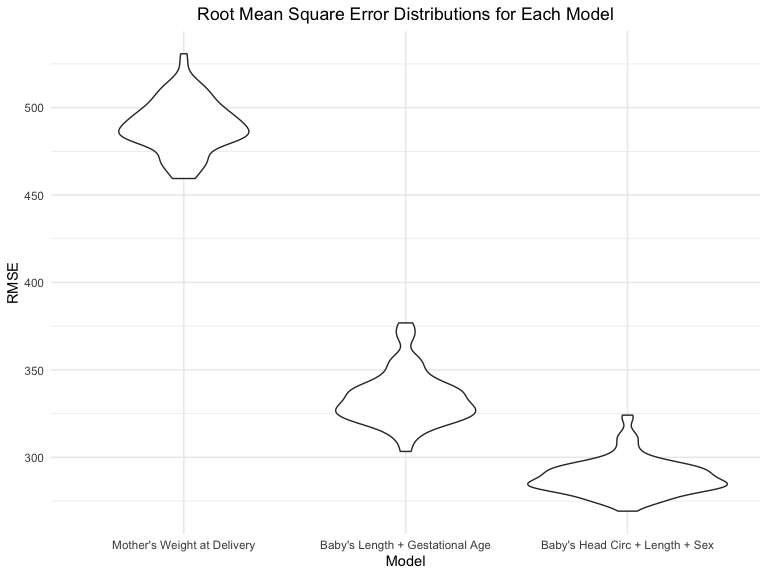 Root Mean Square Error Distributions for Each Model
RMSE
500
450
400
350
300
Mother's Weight at Delivery
Baby's Length + Gestational Age
Baby's Head Circ + Length + Sex
Model